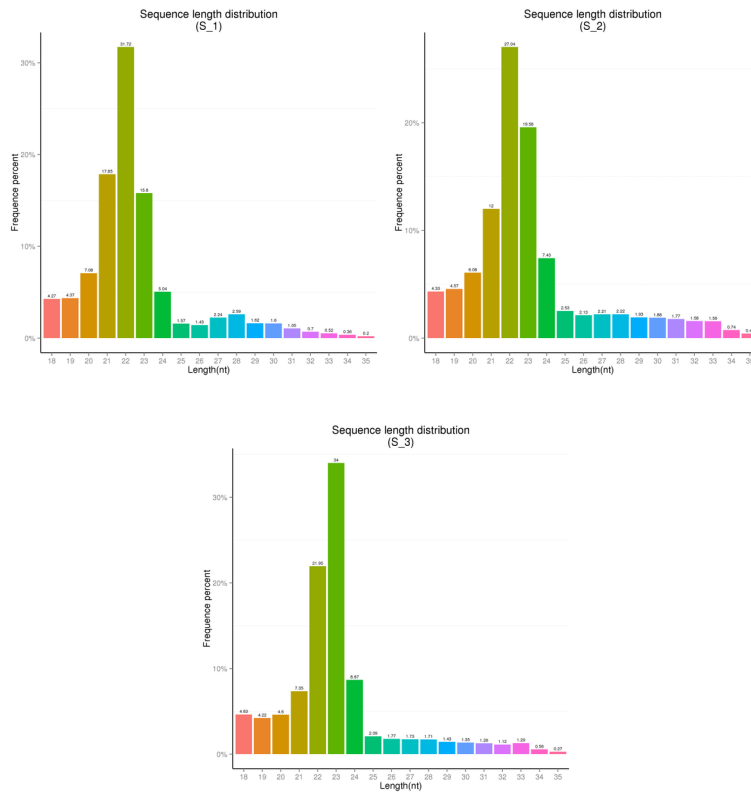 Sequence length distribution
(S_1)
Frequence percent
30%
20%
10%
0%
4.27 4.37 7.08 17.85 31.72 15.8 5.04 1.57 1.43 2.24 2.59 1.62 1.6 1.05 0.7 0.52 0.36 0.2
18 19 20 21 22 23 24 25 26 27 28 29 30 31 32 33 34 35
Length(nt)
Sequence length distribution
(S_2)
Frequence percent
20%
10%
0%
4.33 4.57 6.08 12 27.04 19.58 7.43 2.53 2.13 2.21 2.22 1.93 1.88 1.77 1.58 1.55 0.74
18 19 20 21 22 23 24 25 26 27 28 29 30 31 32 33 34
Length(nt)
Sequence length distribution
(S_3)
Frequence percent
30%
20%
10%
0%
4.63 4.22 4.6 7.35 21.95 34 8.67 2.09 1.77 1.73 1.71 1.43 1.35 1.26 1.12 1.29 0.56 0.27
18 19 20 21 22 23 24 25 26 27 28 29 30 31 32 33 34 35
Length(nt)